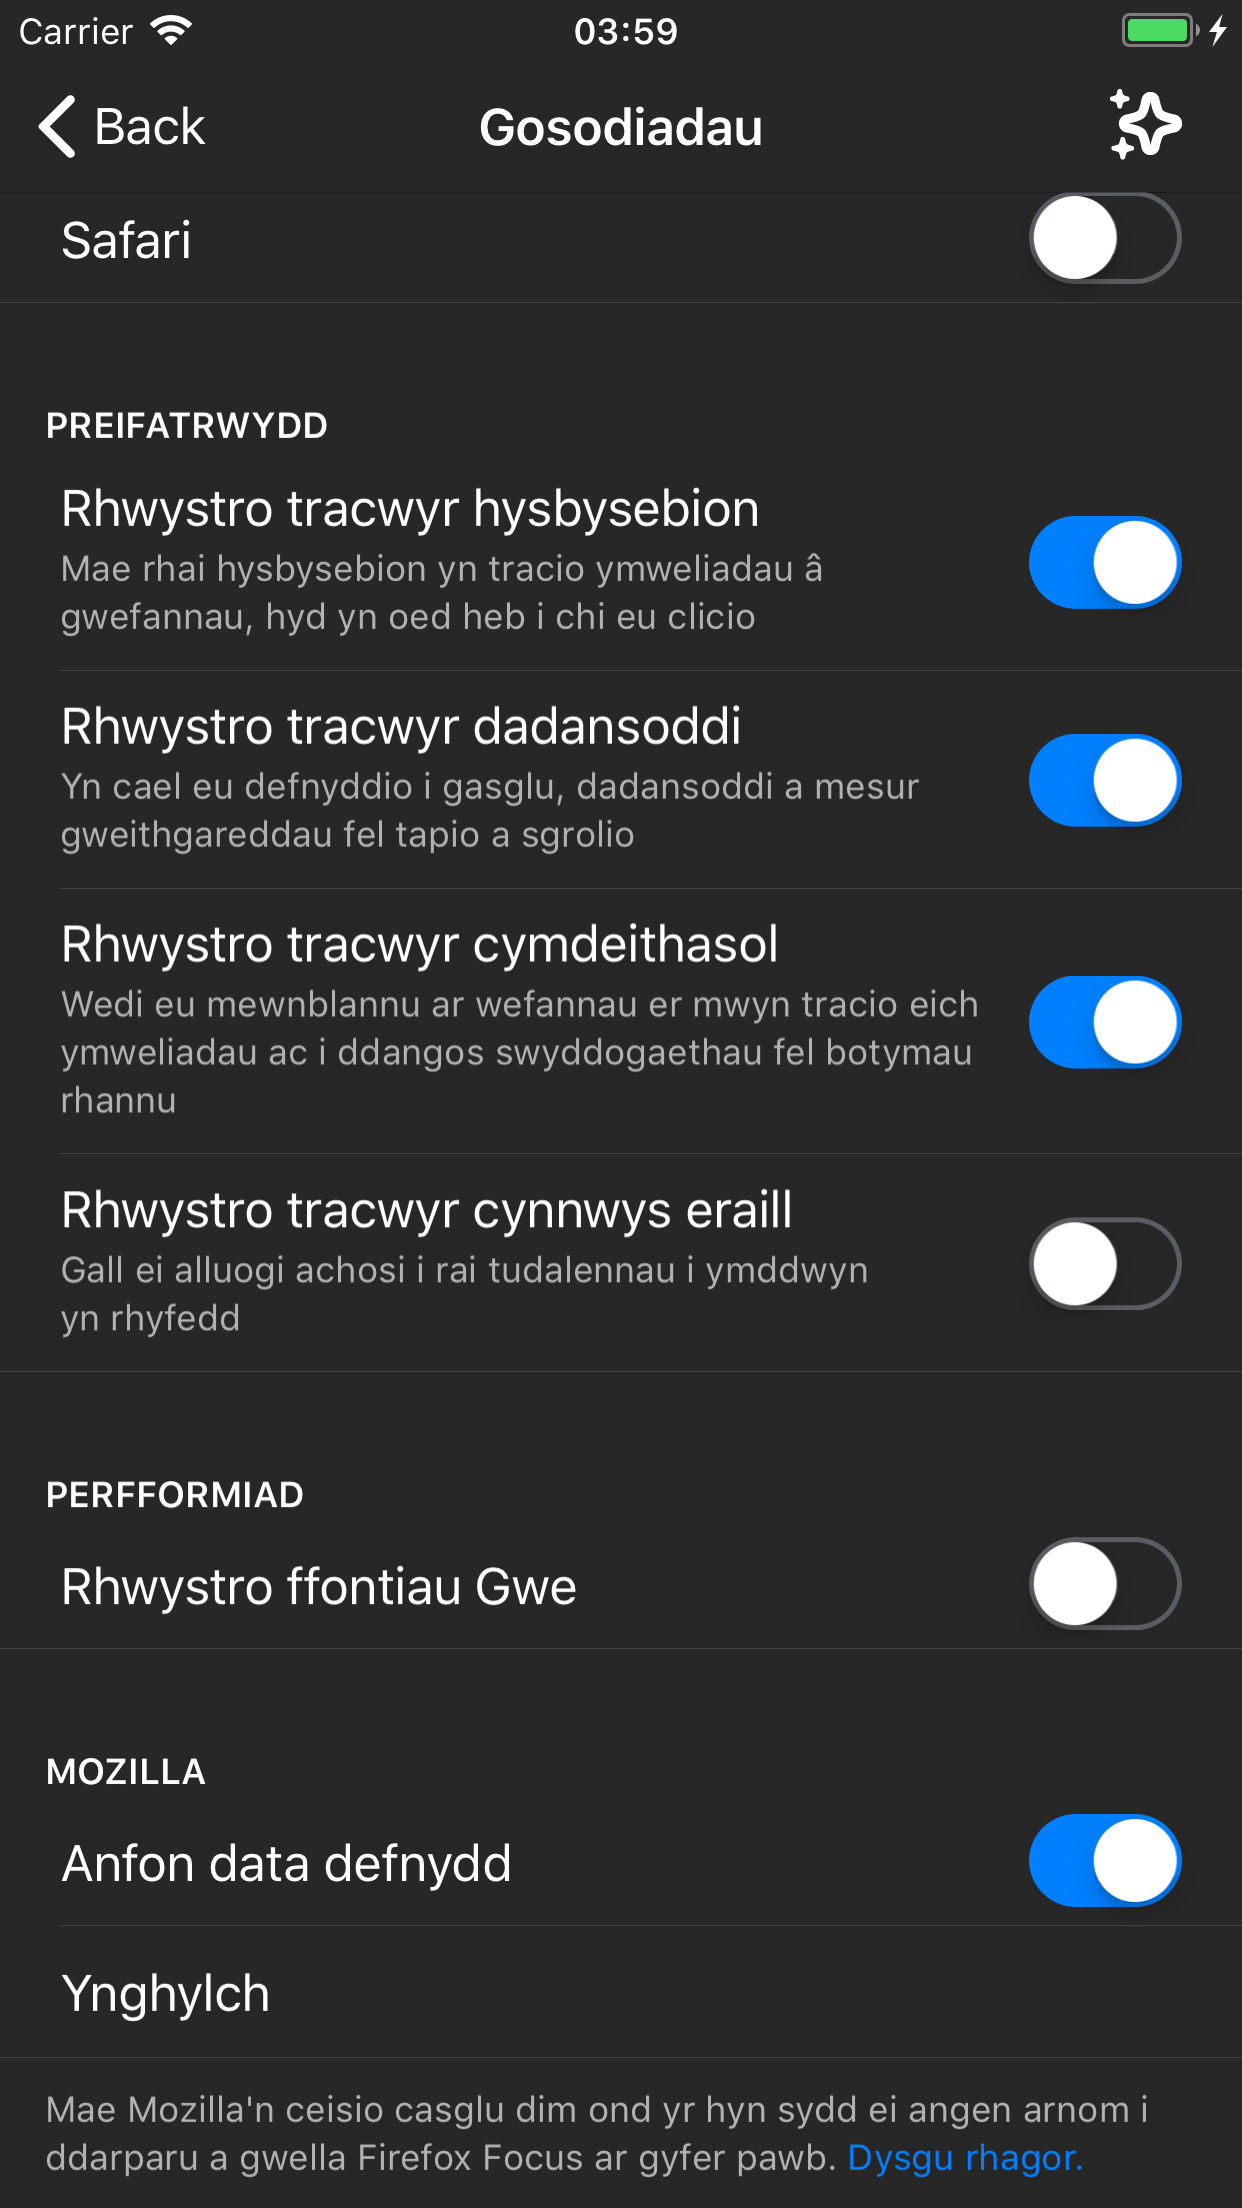 Carrier 03:59
Back Gosodiadau
Safari
PREIFATRWYDD
Rhwystro tracwyr hysbysebion
Mae rhai hysbysebion yn tracio ymweliadau â
gwefannau, hyd yn oed heb i chi eu clicio
Rhwystro tracwyr dadansoddi
Yn cael eu defnyddio i gasglu, dadansoddi a mesur
gweithgareddau fel tapio a sgrolio
Rhwystro tracwyr cymdeithasol
Wedi eu mewnblannu ar wefannau er mwyn tracio eich
ymweliadau ac i ddangos swyddogaethau fel botymau
rhannu
Rhwystro tracwyr cynnwys eraill
Gall ei alluogi achosi i rai tudalennau i ymddwyn
yn rhyfedd
PERFFORMIAD
Rhwystro ffontiau Gwe
MOZILLA
Anfon data defnydd
Ynghylch
Mae Mozilla'n ceisio casglu dim ond yr hyn sydd ei angen arnom i
ddarparu a gwella Firefox Focus ar gyfer pawb. Dysgu rhagor.